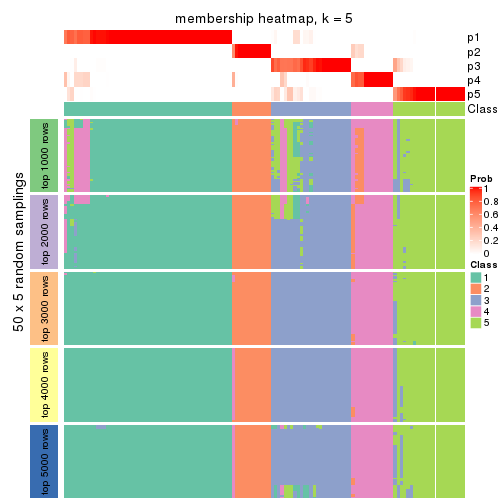 membership heatmap, k = 5
p1
p2
p3
p4
p5
Class
50 x 5 random samplings
top 1000 rows
top 2000 rows
top 3000 rows
top 4000 rows
top 5000 rows
Prob
1
0.8
0.6
0.4
0.2
0
Class
1
2
3
4
5